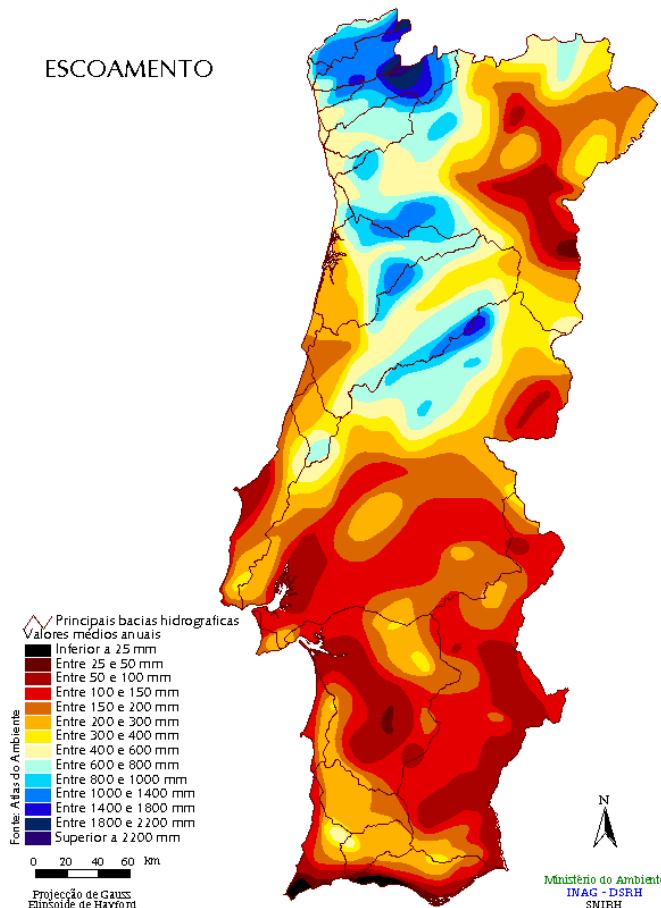 ESCOAMENTO
Principais bacias hidrograficas
Valores médios anuais
Inferior a 25 mm
Entre 25 e 50 mm
Entre 50 e 100 mm
Entre 100 e 150 mm
Entre 150 e 200 mm
Entre 200 e 300 mm
Entre 300 e 400 mm
Entre 400 e 600 mm
Entre 600 e 800 mm
Entre 800 e 1000 mm
Entre 1000 e 1400 mm
Entre 1400 e 1800 mm
Entre 1800 e 2200 mm
Superior a 2200 mm
Fonte: Atlas do Ambiente
0 20 40 60 km
Projecção de Gauss
Elipsoide de Hayford
N
Ministério do Ambiente
INAG - DSRH
SNIRH